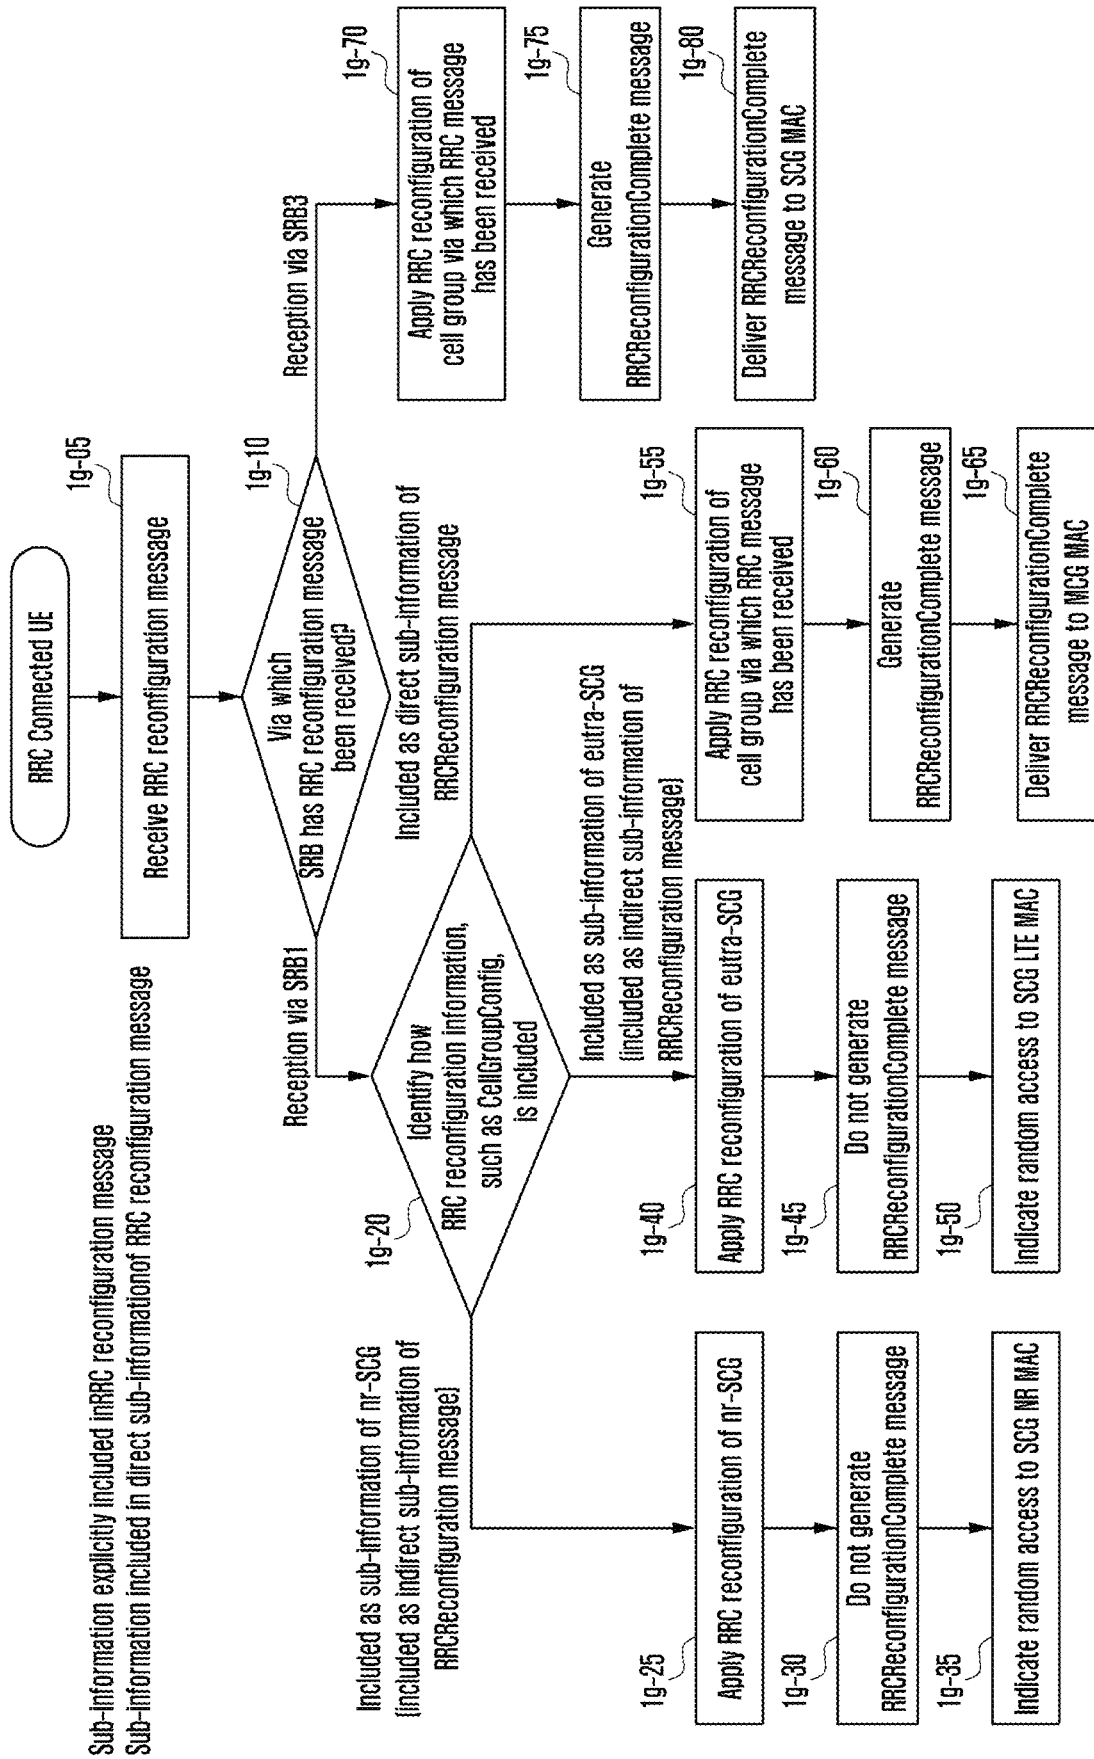 Sub-information explicitly included inRRC reconfiguration message
Sub-information included in direct sub-informationof RRC reconfiguration message
RRC Connected UE
1g-05
Receive RRC reconfiguration message
1g-10
Via which
SRB has RRC reconfiguration message
been received?
Reception via SRB1
Reception via SRB3
1g-20
Identify how
RRC reconfiguration information,
such as CellGroupConfig,
is included
Included as sub-information of nr-SCG
(included as indirect sub-information of
RRCReconfiguration message)
Included as sub-information of eutra-SCG
(included as indirect sub-information of
RRCReconfiguration message)
Included as direct sub-information of
RRCReconfiguration message
1g-25
Apply RRC reconfiguration of nr-SCG
1g-30
Do not generate
RRCReconfigurationComplete message
1g-35
Indicate random access to SCG NR MAC
1g-40
Apply RRC reconfiguration of eutra-SCG
1g-45
Do not generate
RRCReconfigurationComplete message
1g-50
Indicate random access to SCG LTE MAC
1g-55
Apply RRC reconfiguration of
cell group via which RRC message
has been received
1g-60
Generate
RRCReconfigurationComplete message
1g-65
Deliver RRCReconfigurationComplete
message to MCG MAC
1g-70
Apply RRC reconfiguration of
cell group via which RRC message
has been received
1g-75
Generate
RRCReconfigurationComplete message
1g-80
Deliver RRCReconfigurationComplete
message to SCG MAC